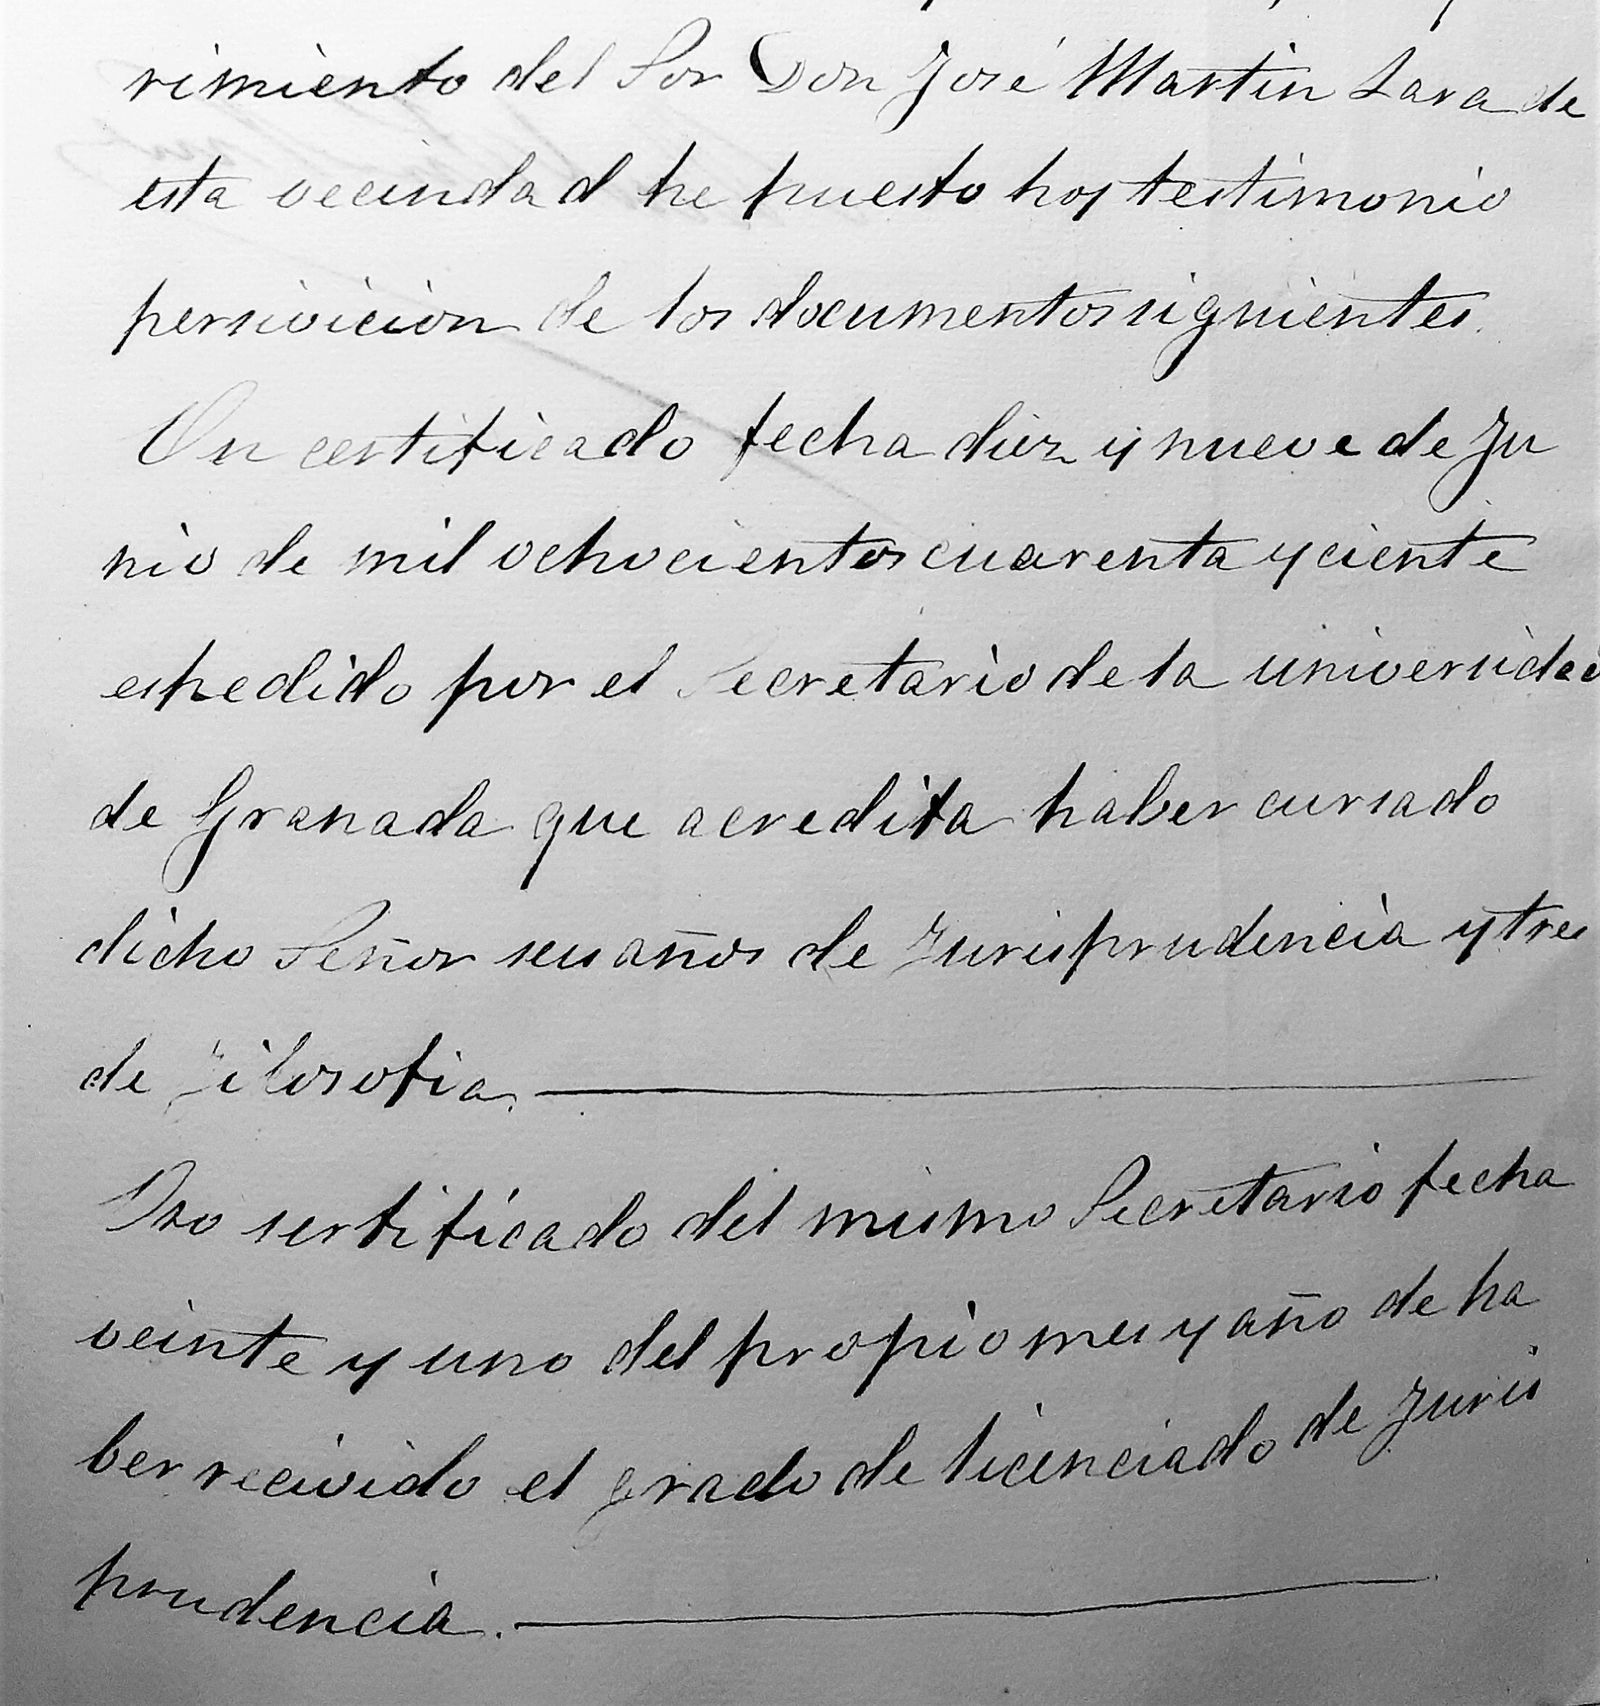 rimiento del Sor Don José Martin Lara de
esta vecindad he puesto hoy testimonio
persivicion de los documentos siguientes.
Un certificado fecha diez y nueve de Ju
nio de mil ochocientos cuarenta y ciente
espedido por el Secretario de la universidad
de Granada que acredita haber cursado
dicho Señor seis años de Jurisprudencia y tres
de Filosofia.
Oso sertificado del mismo Secretario fecha
veinte y uno del propio mes y año de ha
ber recivido el grado de licenciado de Juris
prudencia.